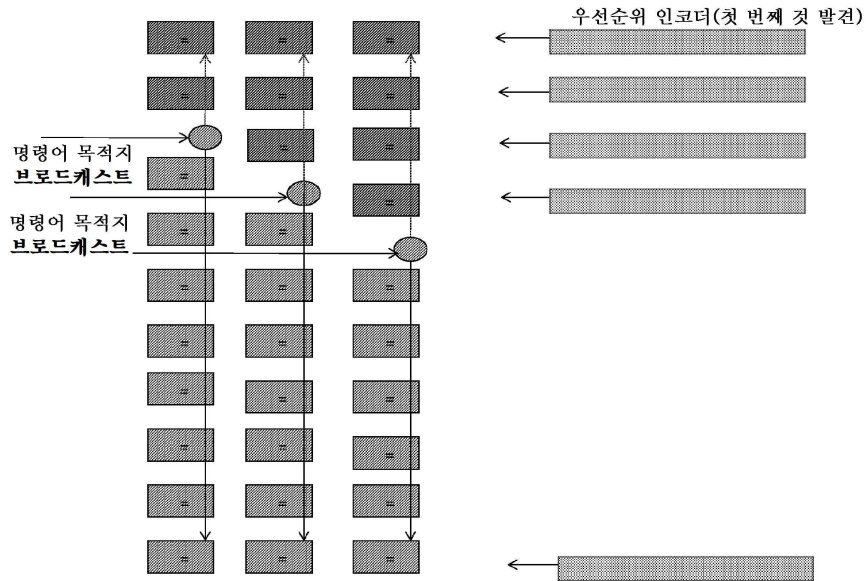 우선순위 인코더(첫 번째 것 발견)
= = =
= = =
= =
명령어 목적지
브로드캐스트
=
=
명령어 목적지
브로드캐스트
= =
= = =
= = =
= = =
= = =
= = =
= = =